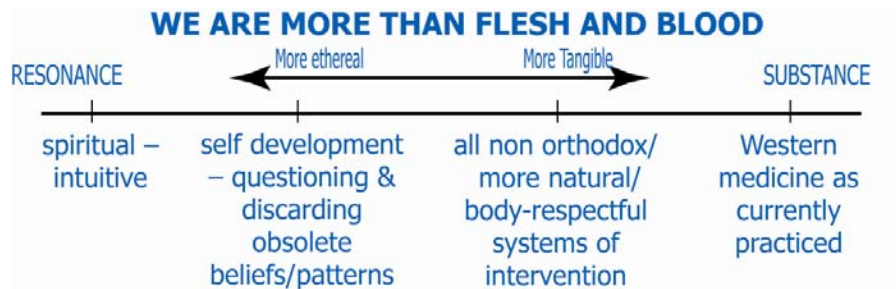 WE ARE MORE THAN FLESH AND BLOOD
More ethereal
More Tangible
RESONANCE
SUBSTANCE
spiritual –
intuitive
self development
– questioning &
discarding
obsolete
beliefs/patterns
all non orthodox/
more natural/
body-respectful
systems of
intervention
Western
medicine as
currently
practiced